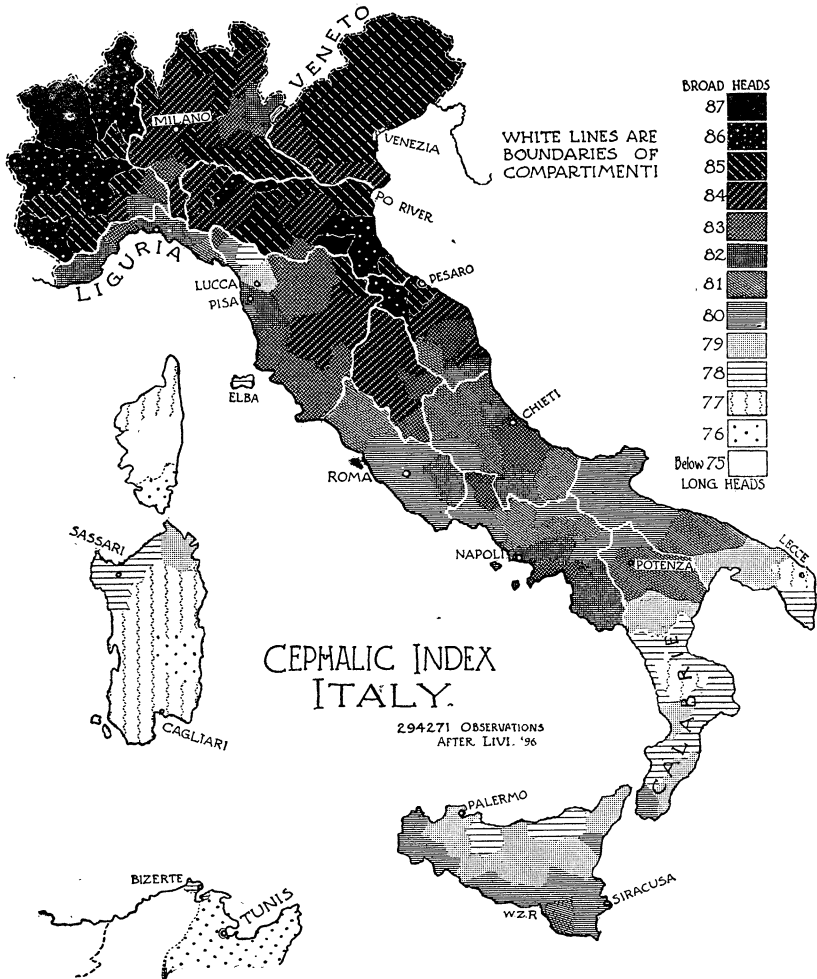 VENETO
BROAD HEADS
87
86
85
84
83
82
81
80
79
78
77
76
Below 75
LONG HEADS
MILANO
VENEZIA
WHITE LINES ARE
BOUNDARIES OF
COMPARTIMENTI
PO RIVER
LIGURIA
LUCCA
PISA
DESARO
ELBA
CHIETI
ROMA
SASSARI
NAPOLI
POTENZA
LECCE
CALABRIE
CEPHALIC INDEX
ITALY.
294271 OBSERVATIONS
AFTER LIVI. '96
CAGLIARI
PALERMO
BIZERTE
TUNIS
SIRACUSA
W.Z.R